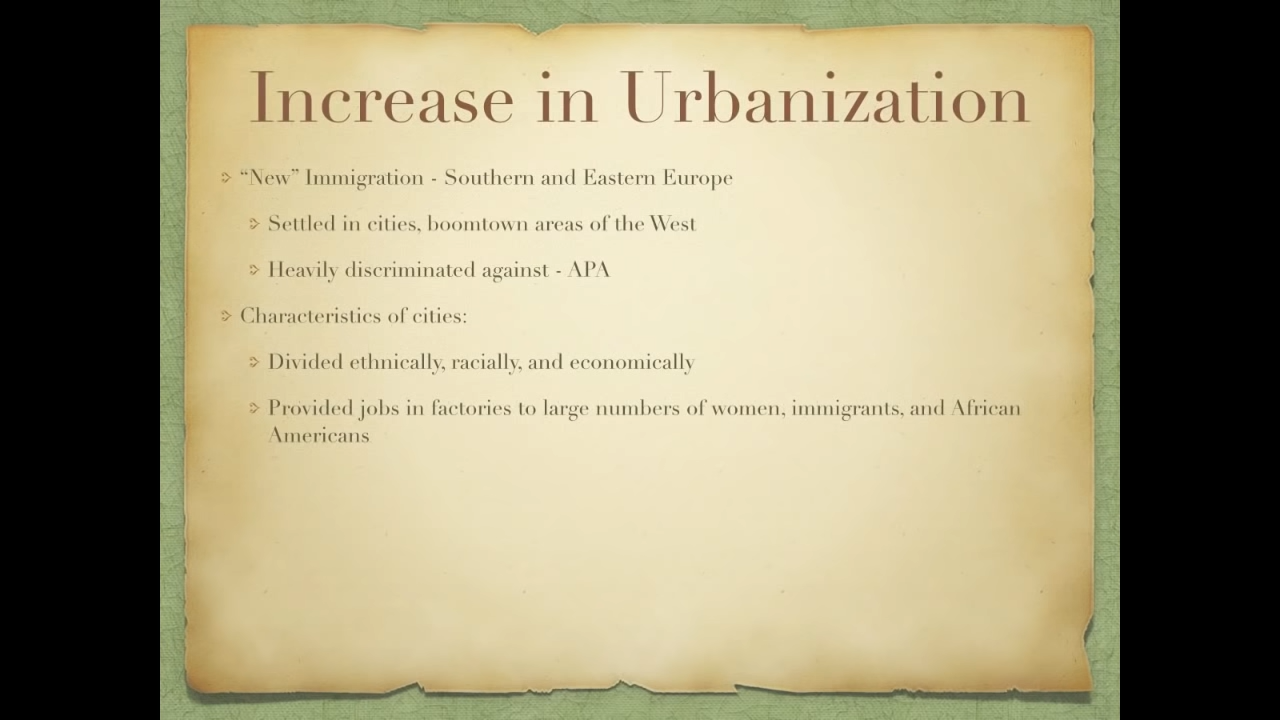 Increase in Urbanization
“New” Immigration - Southern and Eastern Europe
Settled in cities, boomtown areas of the West
Heavily discriminated against - APA
Characteristics of cities:
Divided ethnically, racially, and economically
Provided jobs in factories to large numbers of women, immigrants, and African
Americans